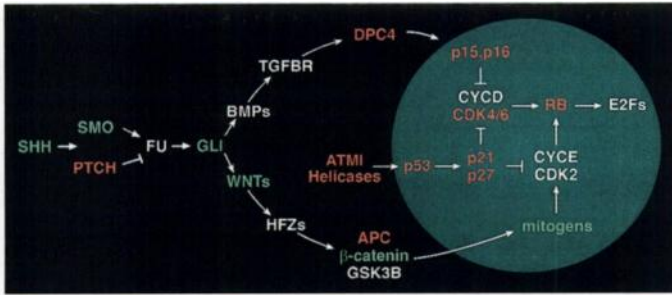 DPC4
TGFBR
p15.p16
BMPs
CYCD
CDK4/6
RB
E2Fs
SMO
SHH
FU
GLI
PTCH
ATMI
Helicases
p53
p21
p27
CYCE
CDK2
WNTs
HFZs
mitogens
APC
β-catenin
GSK3B